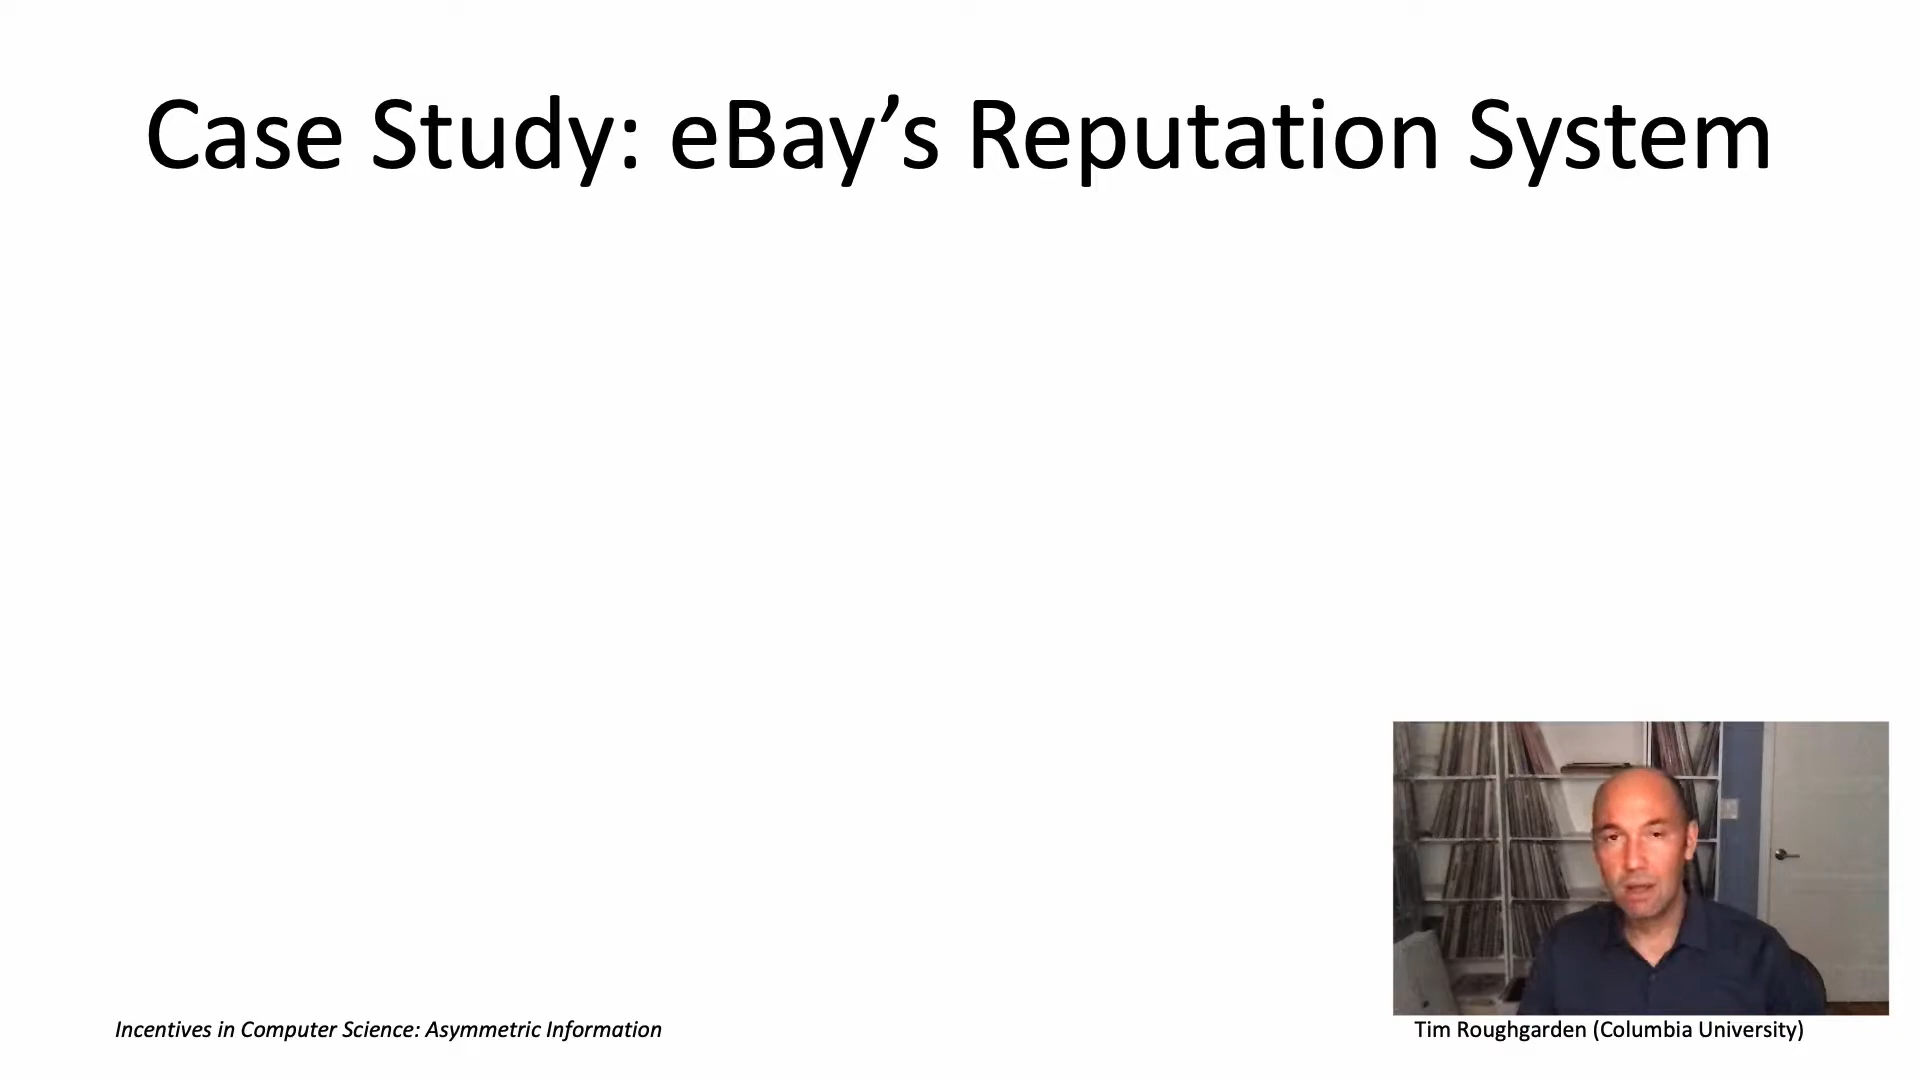 Case Study: eBay’s Reputation System
Incentives in Computer Science: Asymmetric Information
Tim Roughgarden (Columbia University)